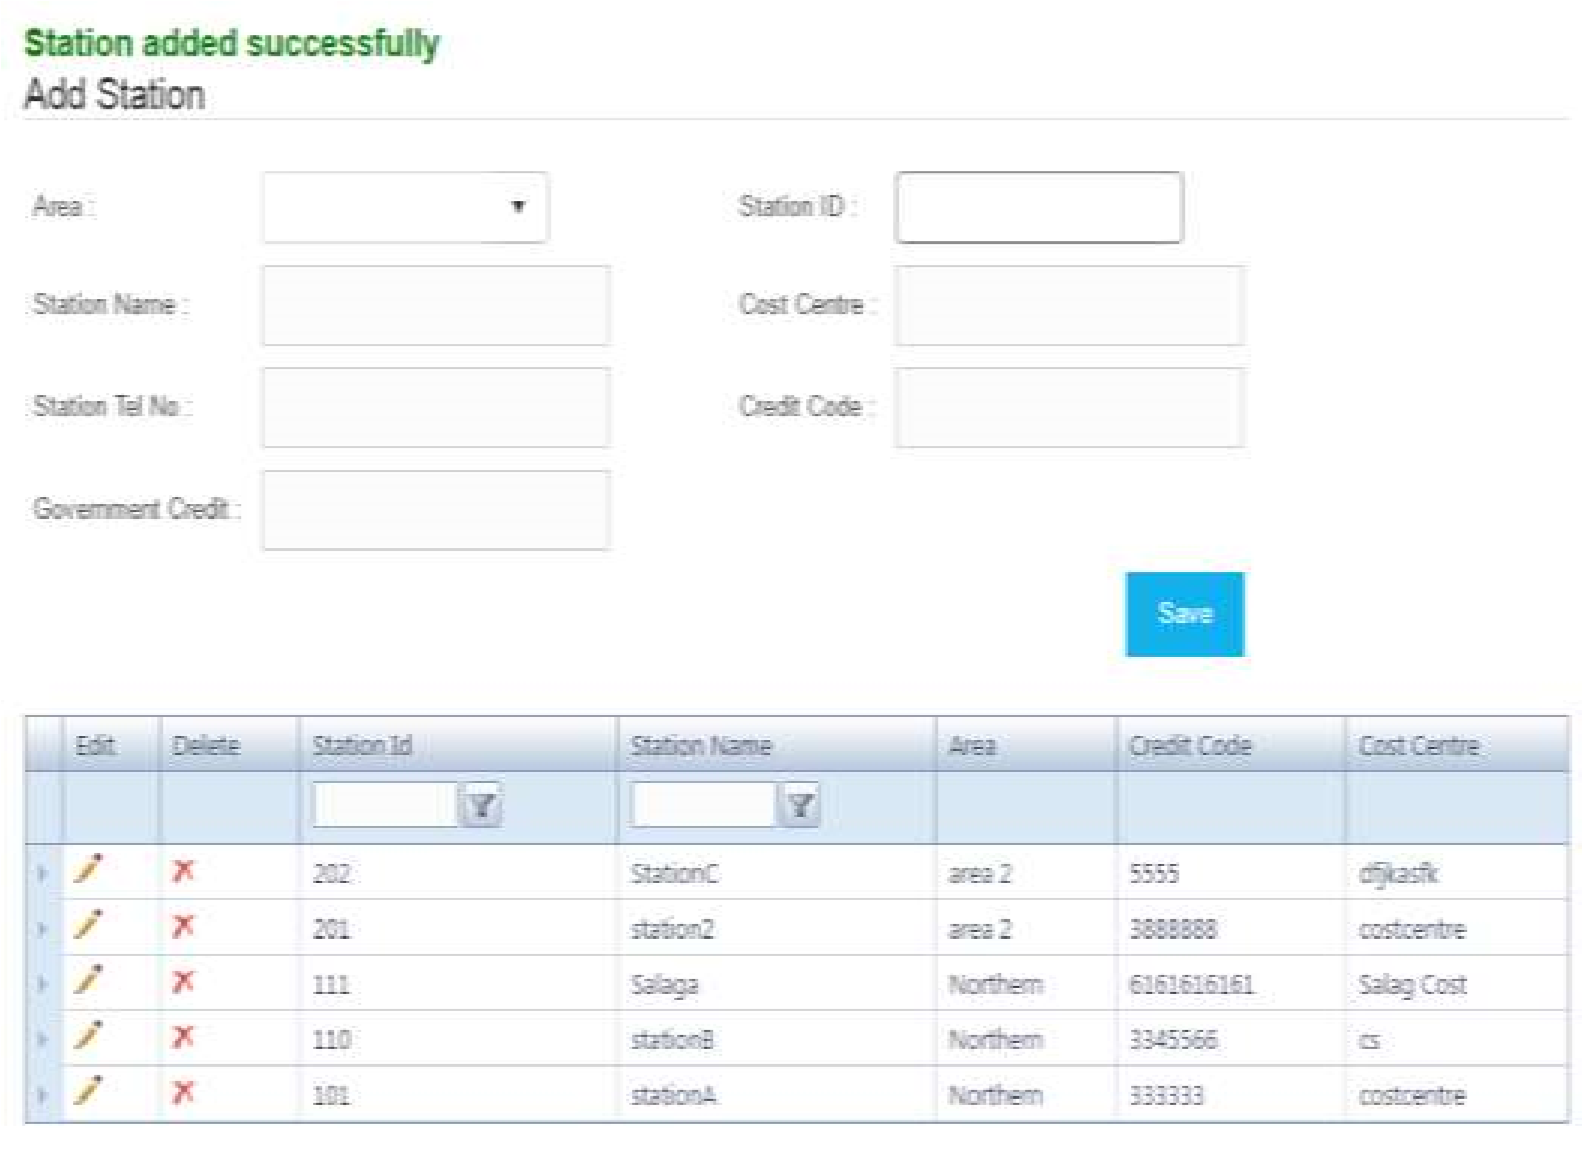 Station added successfully
Add Station
Area :
Station ID :
Station Name :
Cost Centre :
Station Tel No :
Credit Code :
Government Credit :
Save
Edit Delete Station Id Station Name Area Credit Code Cost Centre
202 StationC area 2 5555 dfjkasfk
201 station2 area 2 3888888 costcentre
111 Salaga Northern 6161616161 Salag Cost
110 stationB Northern 3345566 cs
101 stationA Northern 333333 costcentre